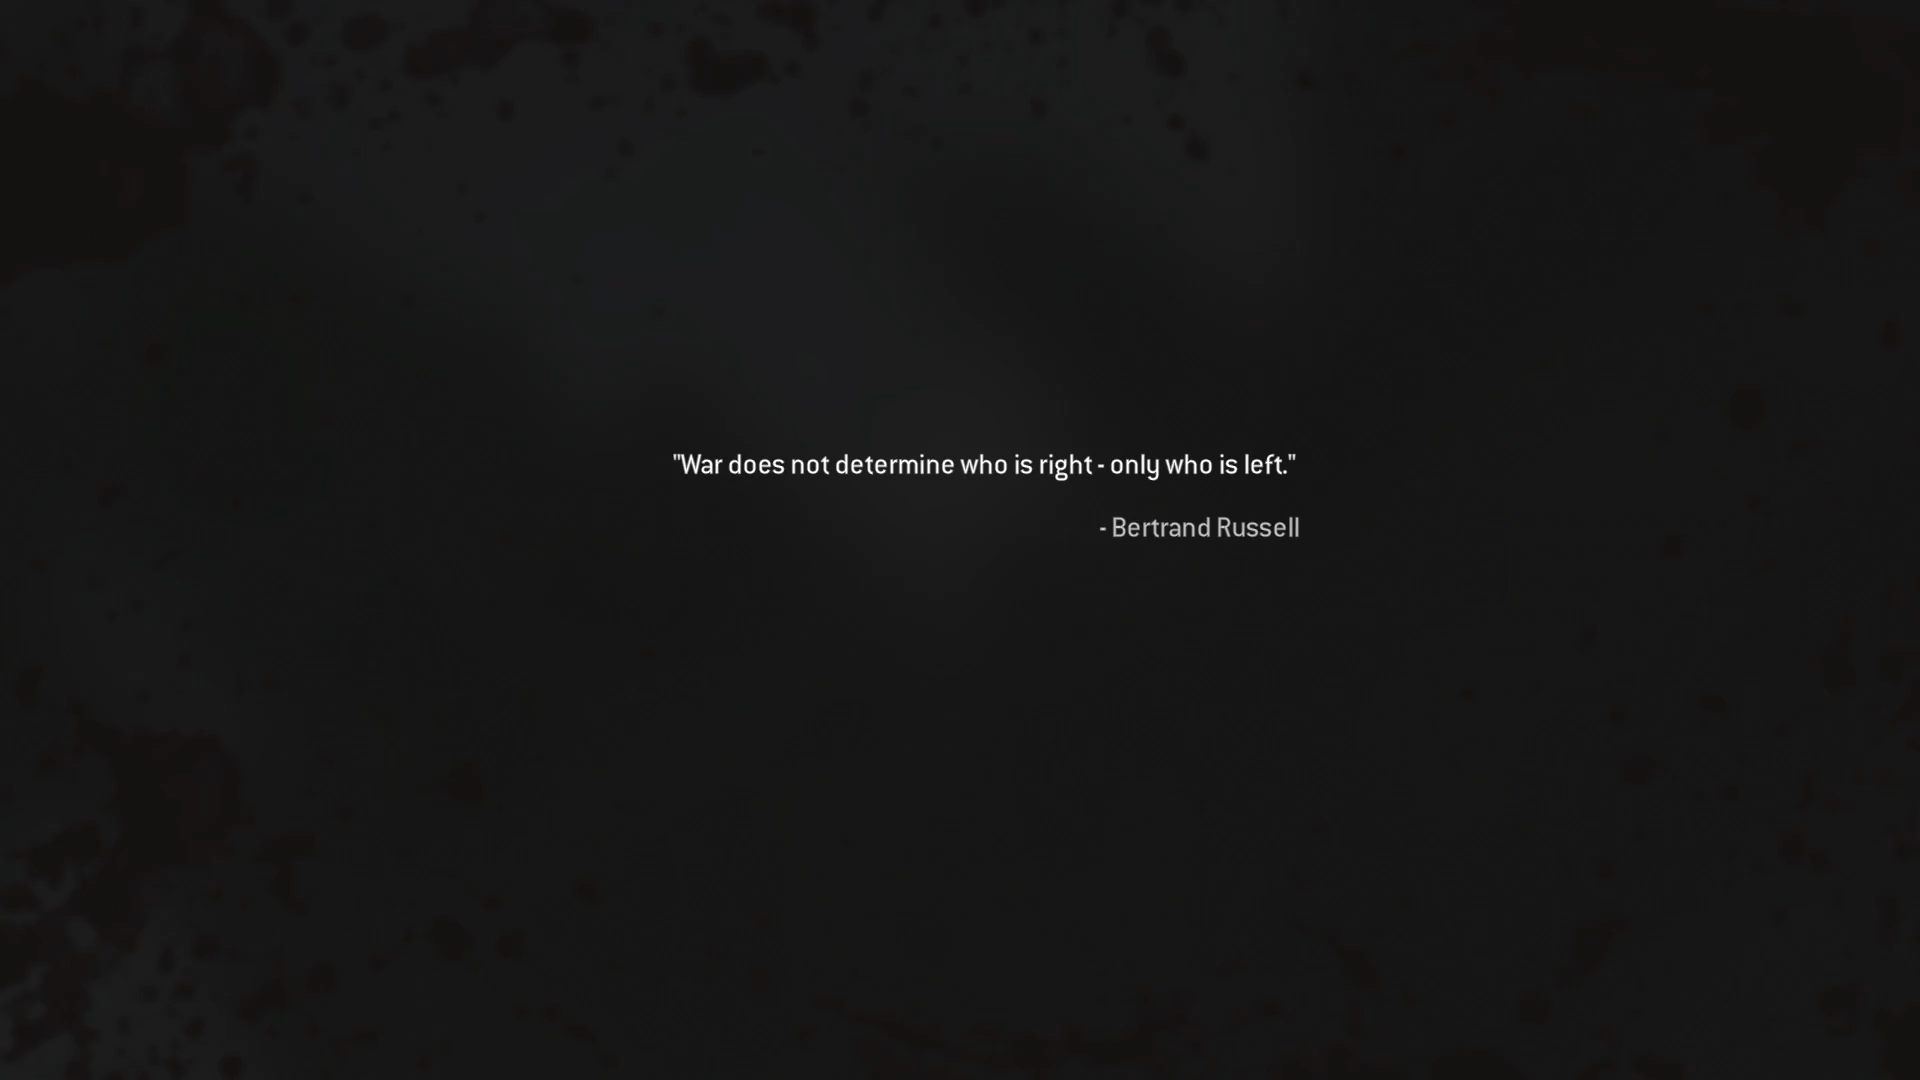 "War does not determine who is right - only who is left."
- Bertrand Russell